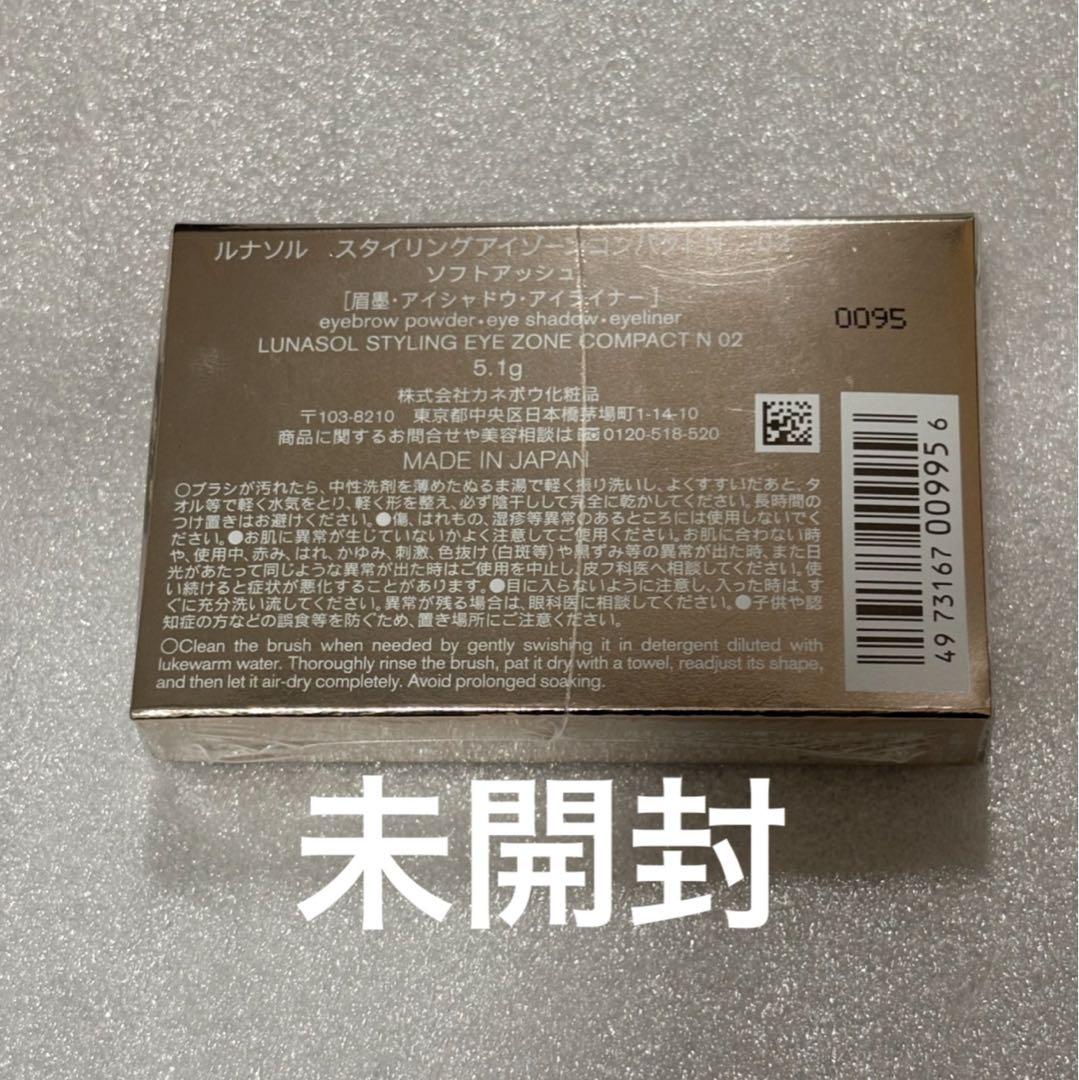 ルナソル スタイリングアイゾーンコンパクト N 02
ソフトアッシュ
［眉墨・アイシャドウ・アイライナー］
eyebrow powder・eye shadow・eyeliner
LUNASOL STYLING EYE ZONE COMPACT N 02
5.1g
株式会社カネボウ化粧品
〒103-8210 東京都中央区日本橋茅場町1-14-10
商品に関するお問合せや美容相談は 0120-518-520
MADE IN JAPAN
0095
○ブラシが汚れたら、中性洗剤を薄めたぬるま湯で軽く振り洗いし、よくすすいだあと、タ
オル等で軽く水気をとり、軽く形を整え、必ず陰干しして完全に乾かしてください。長時間の
つけ置きはお避けください。●傷、はれもの、湿疹等異常のあるところには使用しないでく
ださい。●お肌に異常が生じていないかよく注意してご使用ください。お肌に合わない時
や、使用中、赤み、はれ、かゆみ、刺激、色抜け(白斑等)や黒ずみ等の異常が出た時、また日
光があたって同じような異常が出た時はご使用を中止し、皮フ科医へ相談してください。使
い続けると症状が悪化することがあります。●目に入らないように注意し、入った時は、す
ぐに充分洗い流してください。異常が残る場合は、眼科医に相談してください。●子供や認
知症の方などの誤食等を防ぐため、置き場所にご注意ください。
○Clean the brush when needed by gently swishing it in detergent diluted with
lukewarm water. Thoroughly rinse the brush, pat it dry with a towel, readjust its shape,
and then let it air-dry completely. Avoid prolonged soaking.
49 73167 00995 6
未開封